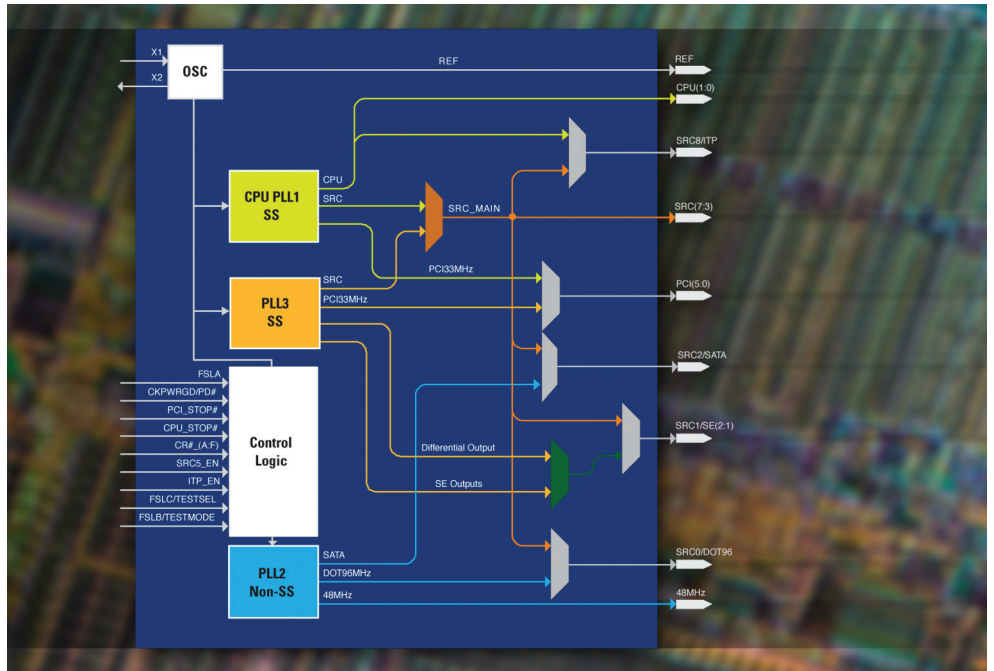 X1
X2
OSC
REF
REF
CPU(1:0)
SRC8/ITP
CPU PLL1
SS
CPU
SRC
SRC_MAIN
SRC(7:3)
PCI33MHz
PLL3
SS
SRC
PCI33MHz
PCI(5:0)
SRC2/SATA
FSLA
CKPWRGD/PD#
PCI_STOP#
CPU_STOP#
CR#_(A:F)
SRC5_EN
ITP_EN
FSLC/TESTSEL
FSLB/TESTMODE
Control
Logic
Differential Output
SE Outputs
SRC1/SE(2:1)
PLL2
Non-SS
SATA
DOT96MHz
48MHz
SRC0/DOT96
48MHz